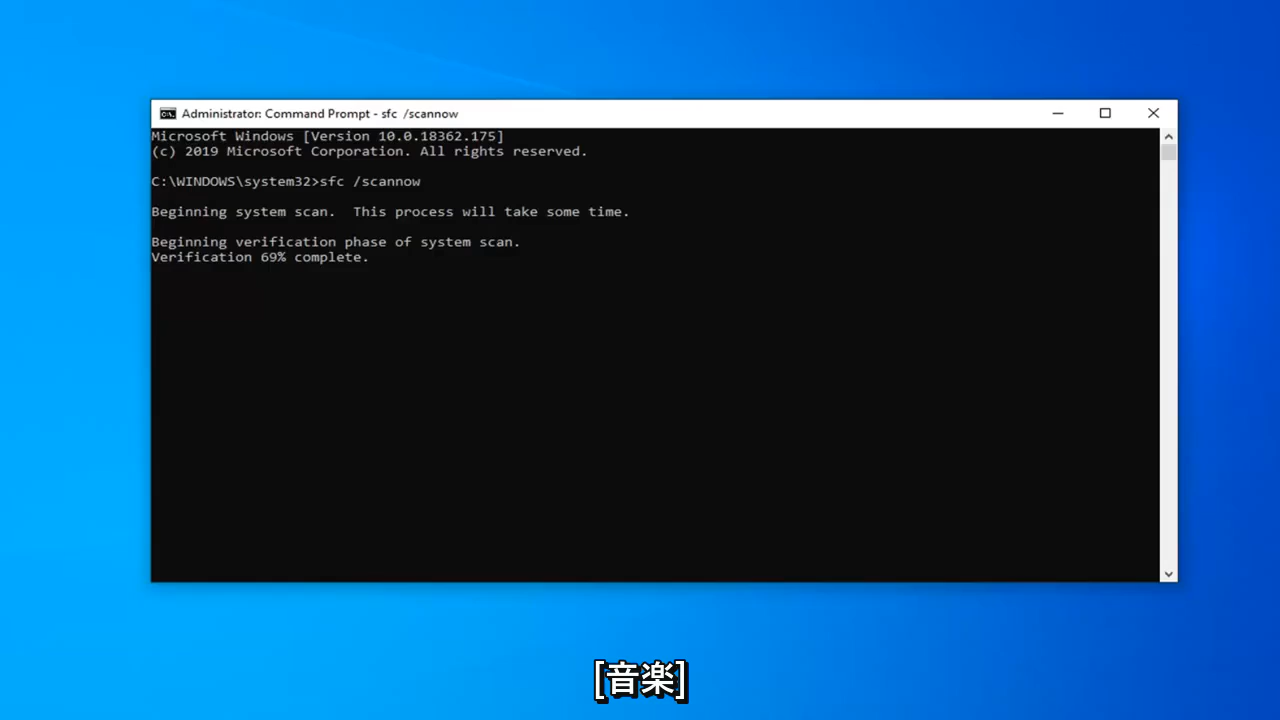 Administrator: Command Prompt - sfc  /scannow
Microsoft Windows [Version 10.0.18362.175]
(c) 2019 Microsoft Corporation. All rights reserved.
C:\WINDOWS\system32>sfc /scannow
Beginning system scan.  This process will take some time.
Beginning verification phase of system scan.
Verification 69% complete.
[音楽]